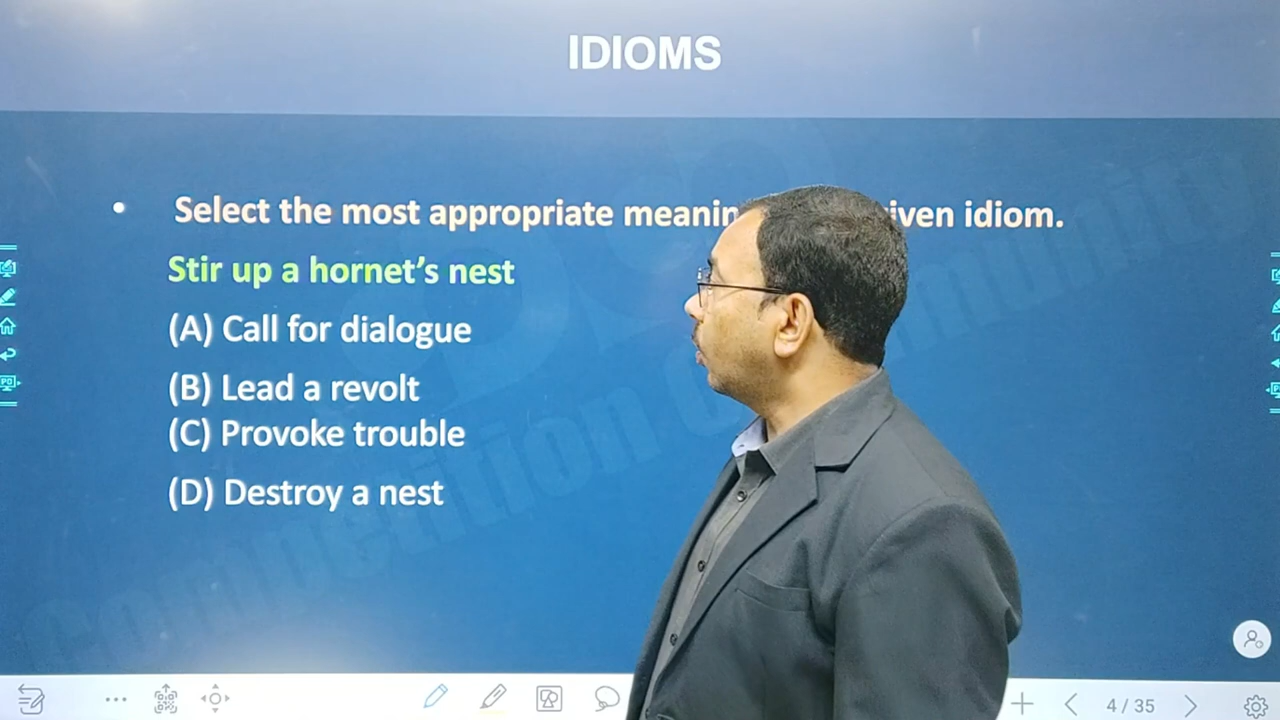 IDIOMS
• Select the most appropriate meanin iven idiom.
Stir up a hornet's nest
(A) Call for dialogue
(B) Lead a revolt
(C) Provoke trouble
(D) Destroy a nest
4 / 35